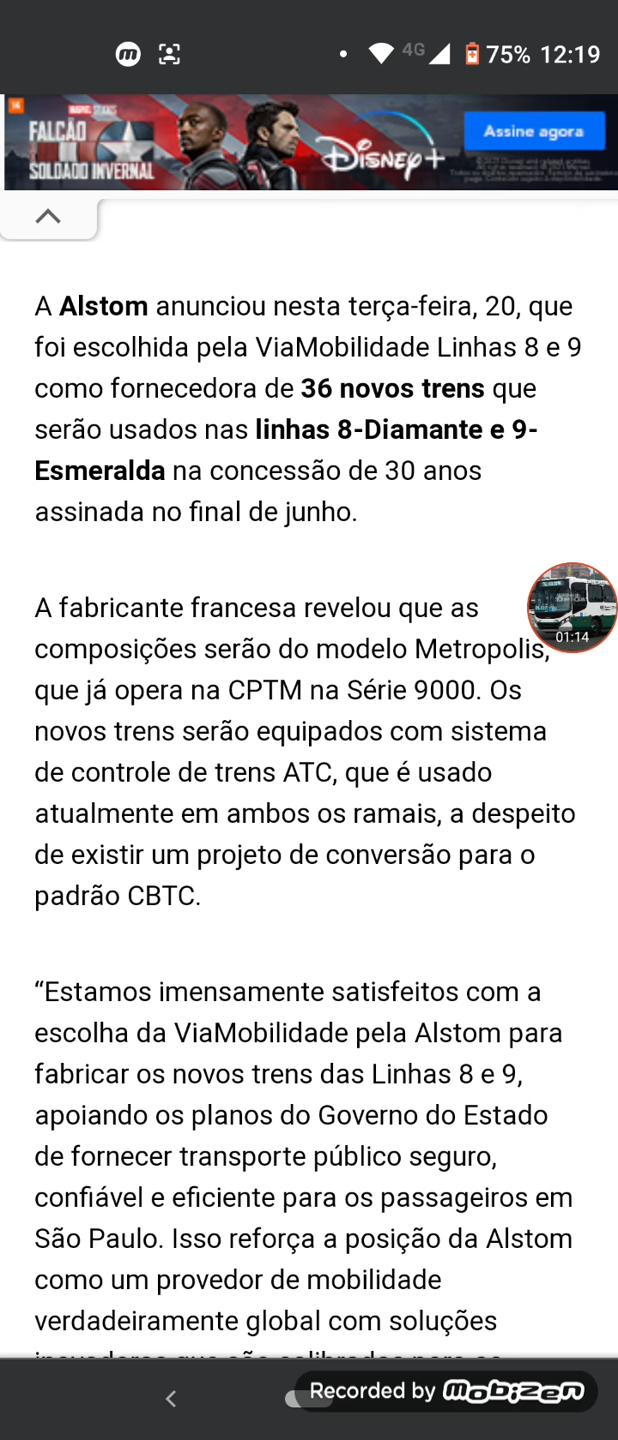 4G 75% 12:19
14
MARVEL STUDIOS
FALCÃO
SOLDADO INVERNAL
Disney+
Assine agora
A Alstom anunciou nesta terça-feira, 20, que
foi escolhida pela ViaMobilidade Linhas 8 e 9
como fornecedora de 36 novos trens que
serão usados nas linhas 8-Diamante e 9-
Esmeralda na concessão de 30 anos
assinada no final de junho.
A fabricante francesa revelou que as
composições serão do modelo Metropolis,
que já opera na CPTM na Série 9000. Os
novos trens serão equipados com sistema
de controle de trens ATC, que é usado
atualmente em ambos os ramais, a despeito
de existir um projeto de conversão para o
padrão CBTC.
01:14
“Estamos imensamente satisfeitos com a
escolha da ViaMobilidade pela Alstom para
fabricar os novos trens das Linhas 8 e 9,
apoiando os planos do Governo do Estado
de fornecer transporte público seguro,
confiável e eficiente para os passageiros em
São Paulo. Isso reforça a posição da Alstom
como um provedor de mobilidade
verdadeiramente global com soluções
Recorded by mobizen